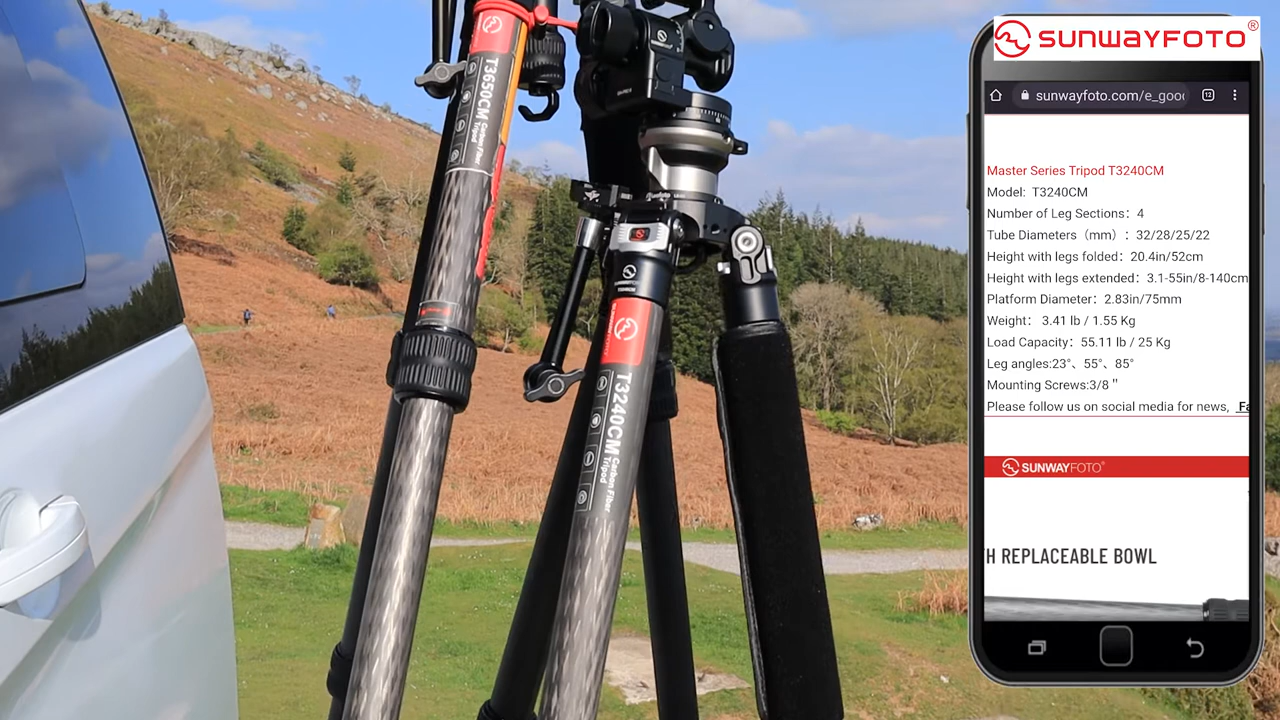 SUNWAYFOTO®
sunwayfoto.com/e_good
12
Master Series Tripod T3240CM
Model: T3240CM
Number of Leg Sections：4
Tube Diameters（mm）：32/28/25/22
Height with legs folded：20.4in/52cm
Height with legs extended：3.1-55in/8-140cm
Platform Diameter：2.83in/75mm
Weight： 3.41 lb / 1.55 Kg
Load Capacity：55.11 lb / 25 Kg
Leg angles:23°、55°、85°
Mounting Screws:3/8 "
Please follow us on social media for news, Fa
SUNWAYFOTO®
H REPLACEABLE BOWL
T3650CM Carbon Fiber
Tripod
T3240CM Carbon Fiber
Tripod